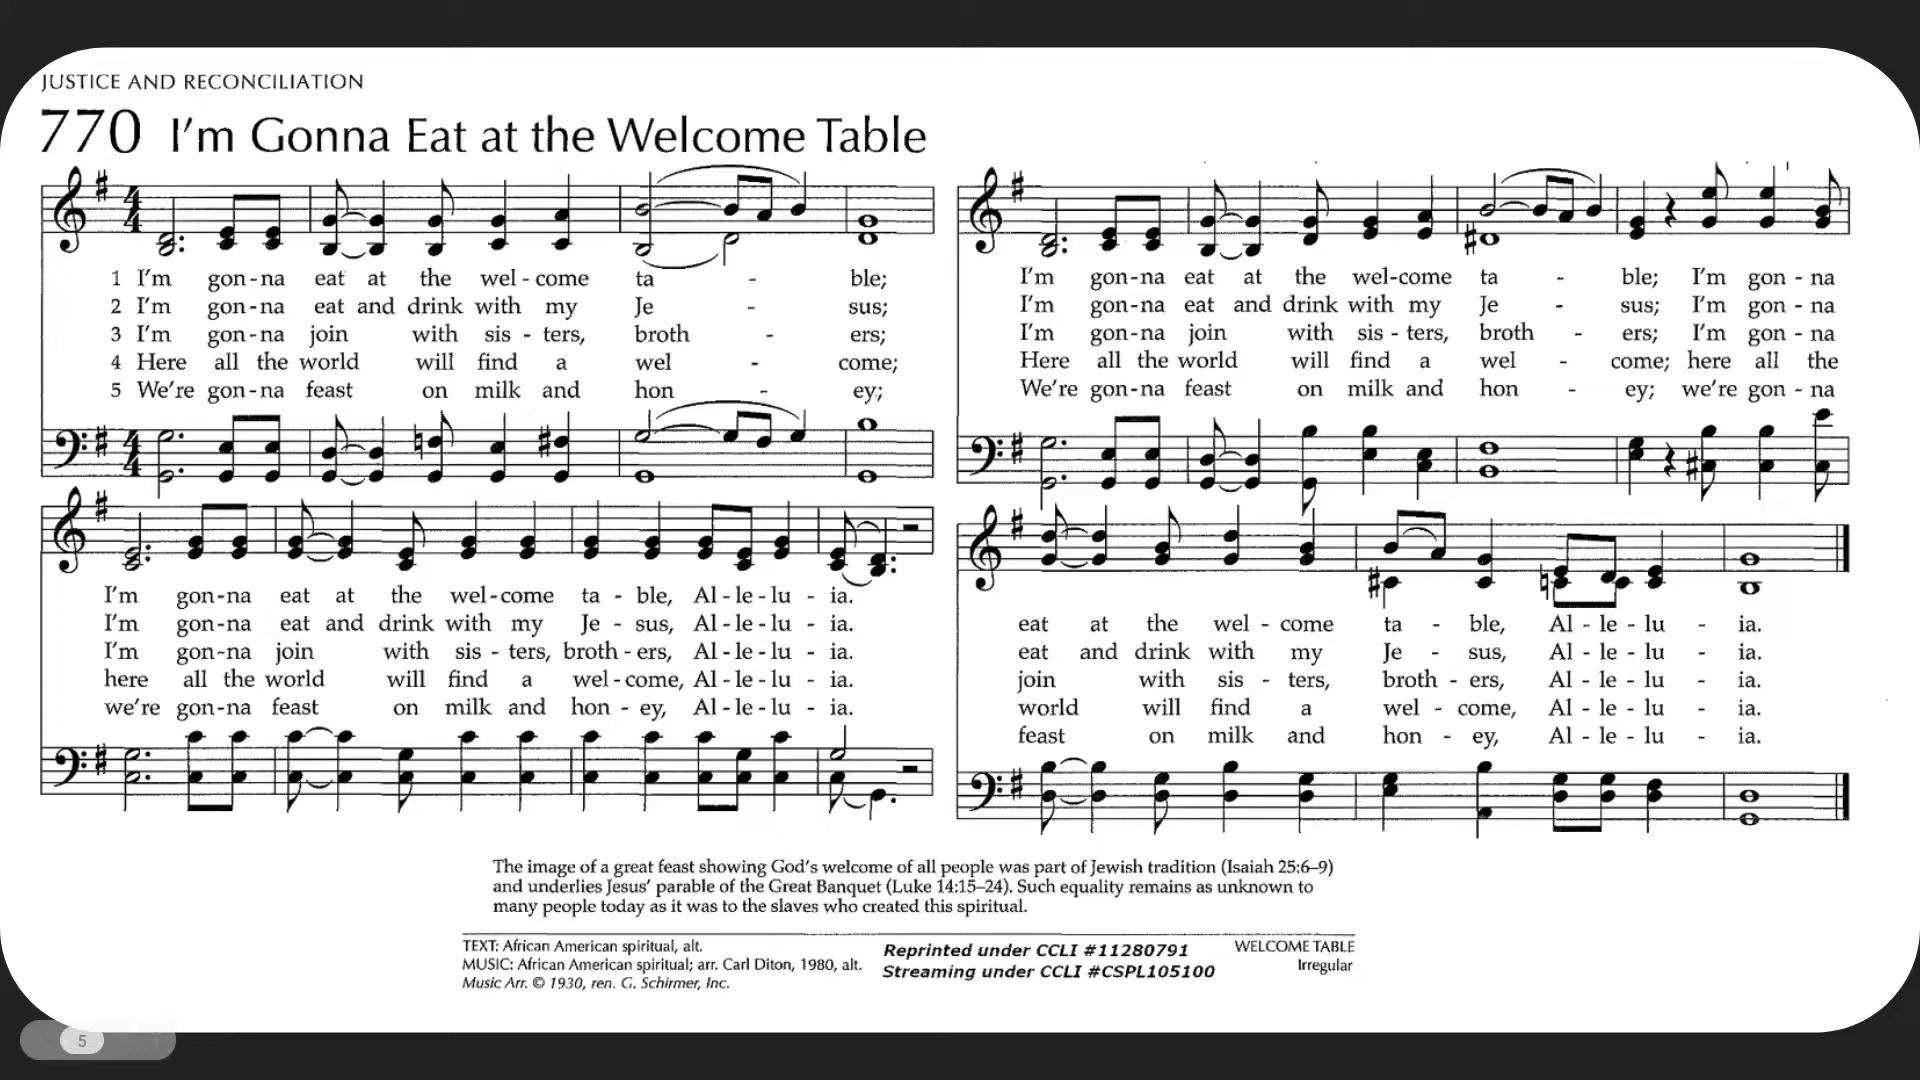 JUSTICE AND RECONCILIATION
770 I'm Gonna Eat at the Welcome Table
1 I'm gon-na eat at the wel-come ta - ble;
2 I'm gon-na eat and drink with my Je - sus;
3 I'm gon-na join with sis - ters, broth - ers;
4 Here all the world will find a wel - come;
5 We're gon-na feast on milk and hon - ey;
I'm gon-na eat at the wel-come ta - ble; I'm gon - na
I'm gon-na eat and drink with my Je - sus; I'm gon - na
I'm gon-na join with sis - ters, broth - ers; I'm gon - na
Here all the world will find a wel - come; here all the
We're gon-na feast on milk and hon - ey; we're gon - na
I'm gon-na eat at the wel-come ta - ble, Al - le - lu - ia.
I'm gon-na eat and drink with my Je - sus, Al - le - lu - ia.
I'm gon-na join with sis - ters, broth - ers, Al - le - lu - ia.
here all the world will find a wel - come, Al - le - lu - ia.
we're gon-na feast on milk and hon - ey, Al - le - lu - ia.
eat at the wel - come ta - ble, Al - le - lu - ia.
eat and drink with my Je - sus, Al - le - lu - ia.
join with sis - ters, broth - ers, Al - le - lu - ia.
world will find a wel - come, Al - le - lu - ia.
feast on milk and hon - ey, Al - le - lu - ia.
The image of a great feast showing God's welcome of all people was part of Jewish tradition (Isaiah 25:6–9)
and underlies Jesus' parable of the Great Banquet (Luke 14:15–24). Such equality remains as unknown to
many people today as it was to the slaves who created this spiritual.
TEXT: African American spiritual, alt.
MUSIC: African American spiritual; arr. Carl Diton, 1980, alt.
Music Arr. © 1930, ren. G. Schirmer, Inc.
Reprinted under CCLI #11280791
Streaming under CCLI #CSPL105100
WELCOME TABLE
Irregular
5